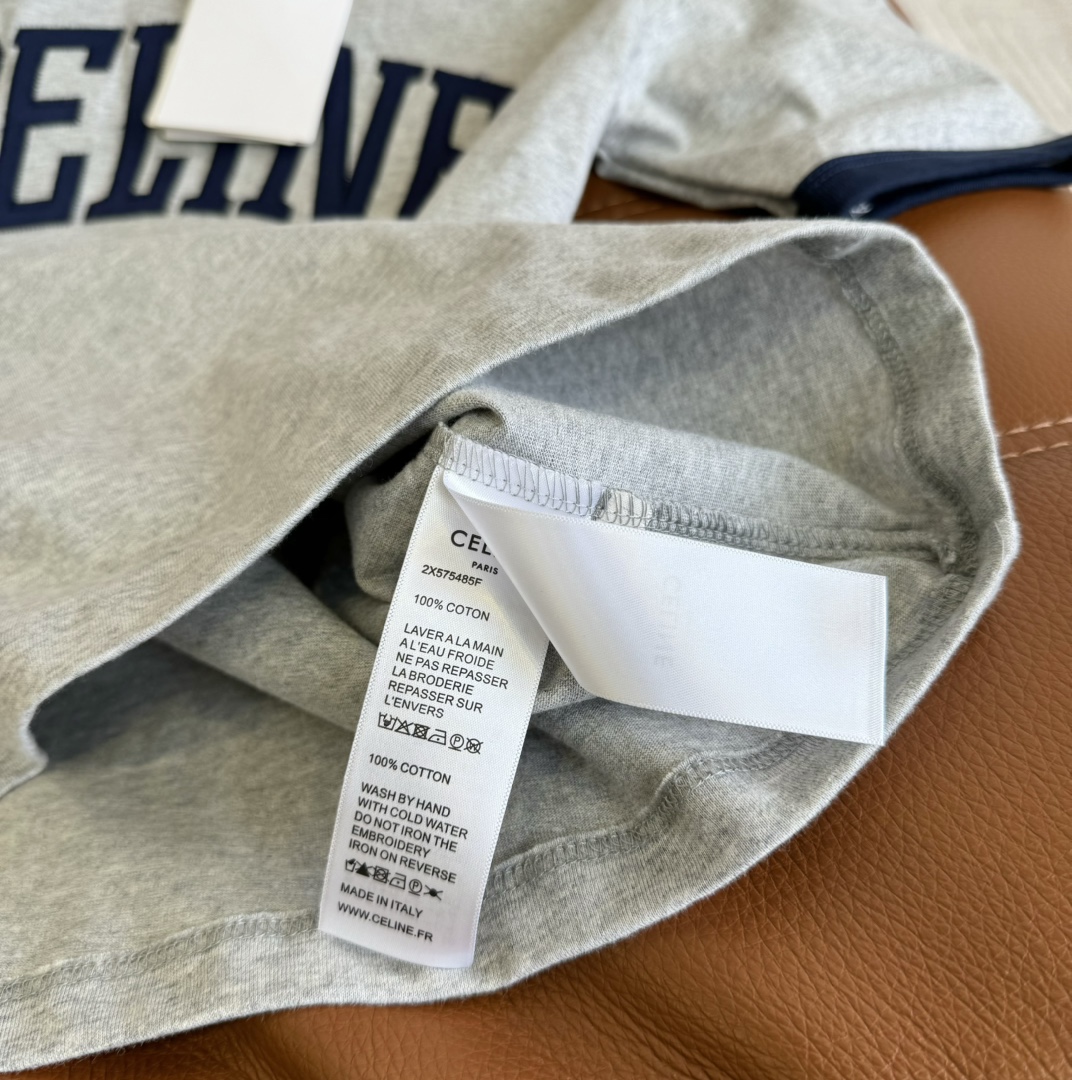 CELINE
CEL
PARIS
2X575485F
100% COTON
LAVER A LA MAIN
A L'EAU FROIDE
NE PAS REPASSER
LA BRODERIE
REPASSER SUR
L'ENVERS
100% COTTON
WASH BY HAND
WITH COLD WATER
DO NOT IRON THE
EMBROIDERY
IRON ON REVERSE
MADE IN ITALY
WWW.CELINE.FR
CELINE